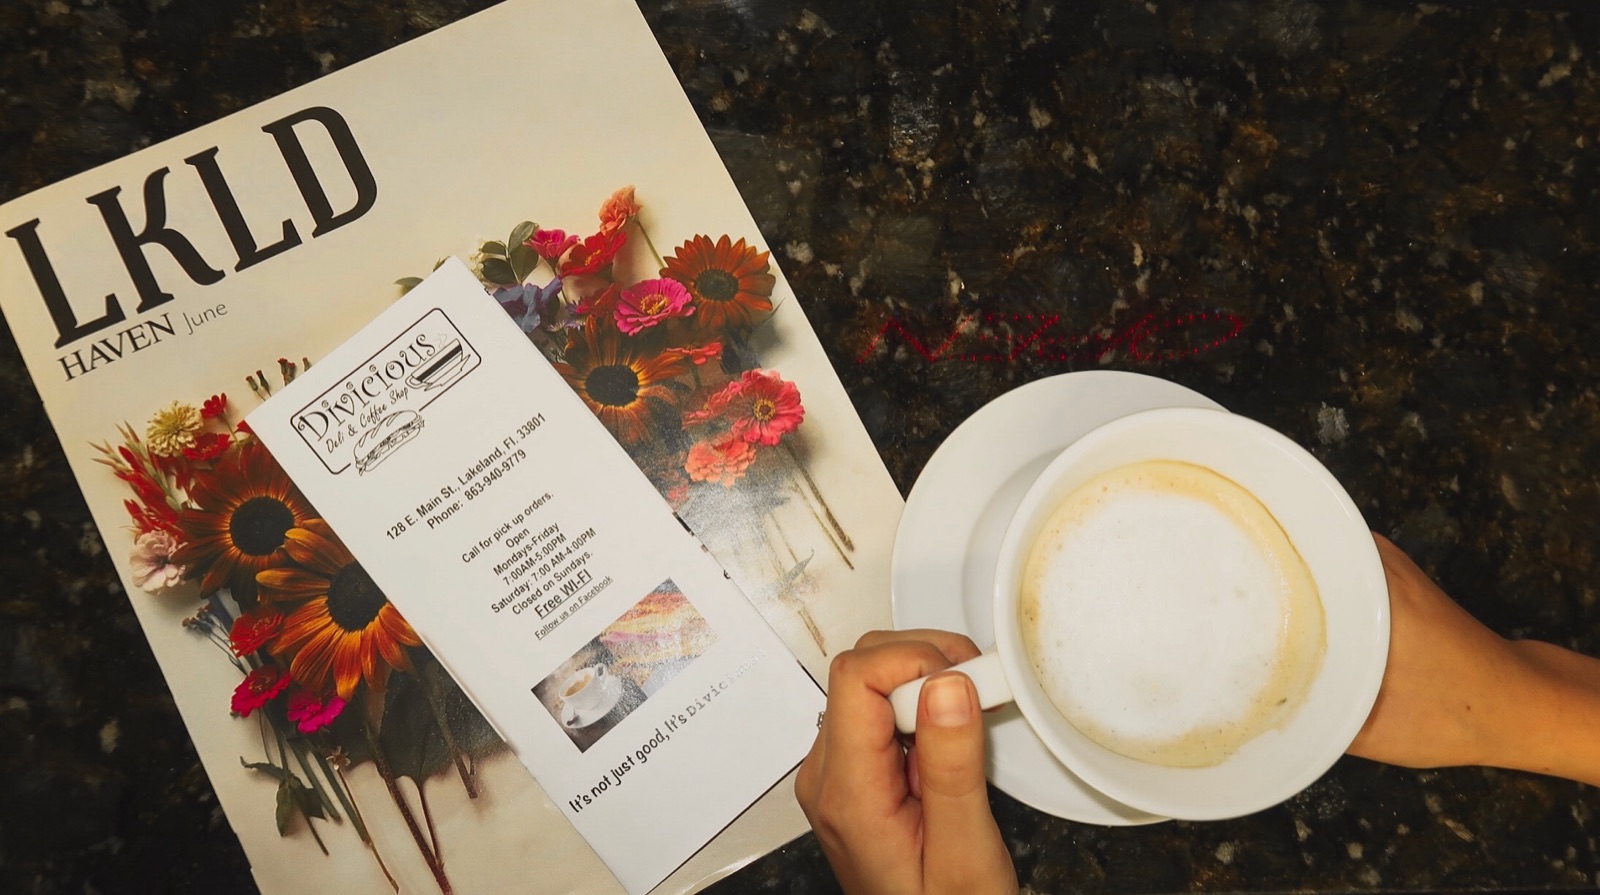 LKLD
HAVEN June
Divicious
Deli & Coffee Shop
128 E. Main St., Lakeland, Fl. 33801
Phone: 863-940-9779
Call for pick up orders.
Open
Mondays-Friday
7:00AM-5:00PM
Saturday: 7:00 AM-4:00PM
Closed on Sundays.
Free WI-FI
Follow us on Facebook
It's not just good, It's Divicious!